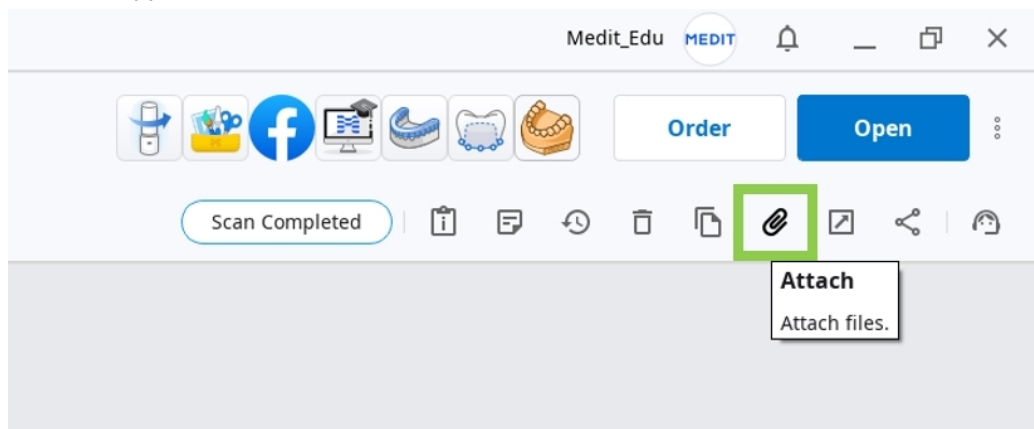 Medit_Edu MEDIT
Order Open
Scan Completed
Attach
Attach files.